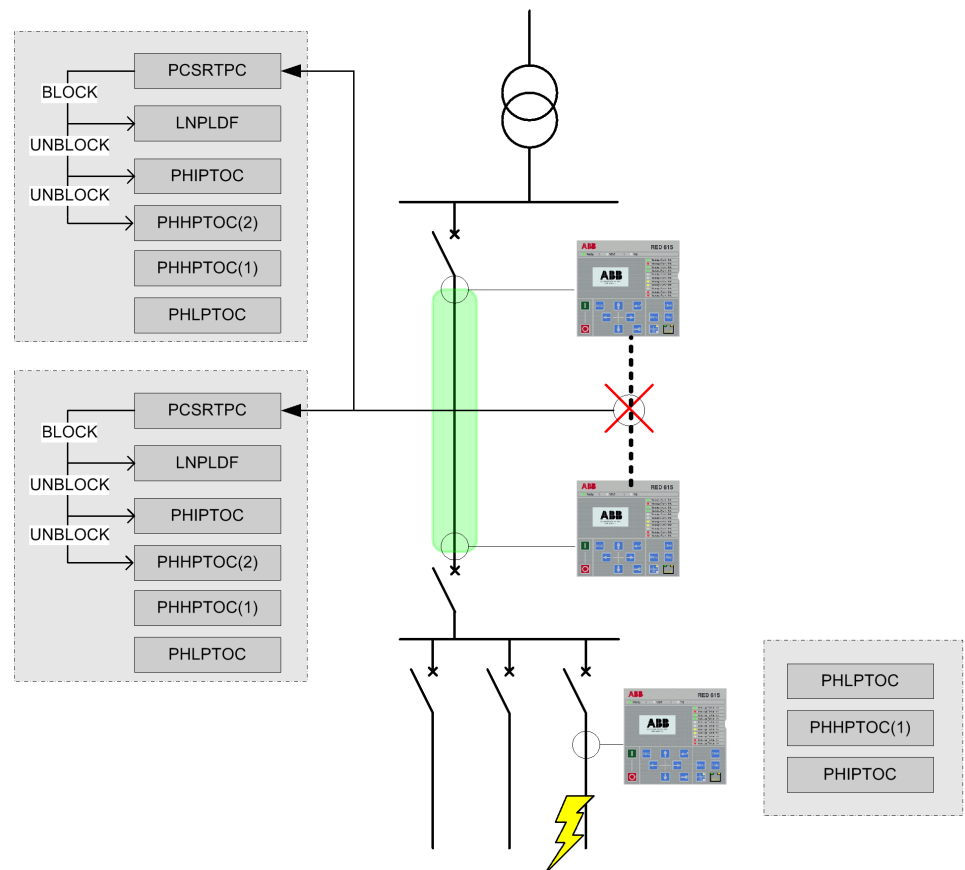 PCSRTPC
BLOCK
LNPLDF
UNBLOCK
PHIPTOC
UNBLOCK
PHHPTOC(2)
PHHPTOC(1)
PHLPTOC
ABB RED 615
ABB
PCSRTPC
BLOCK
LNPLDF
UNBLOCK
PHIPTOC
UNBLOCK
PHHPTOC(2)
PHHPTOC(1)
PHLPTOC
ABB RED 615
ABB
ABB RED 615
ABB
PHLPTOC
PHHPTOC(1)
PHIPTOC